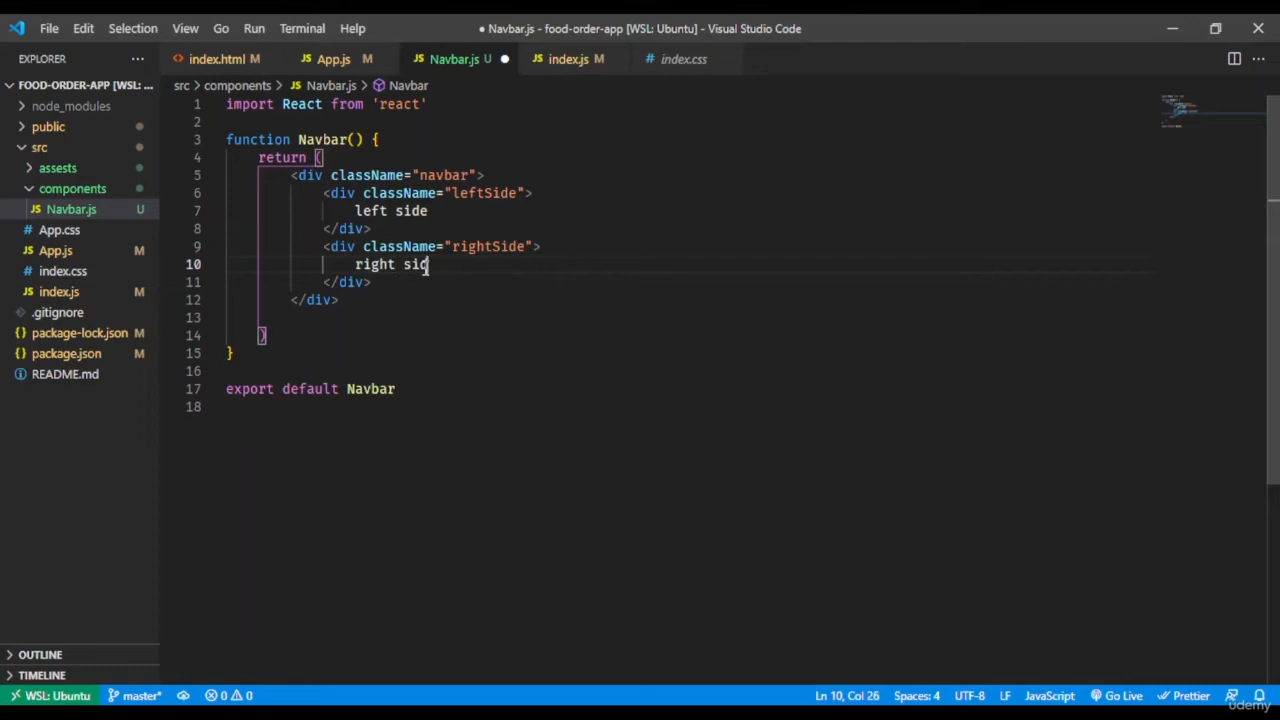 File Edit Selection View Go Run Terminal Help
● Navbar.js - food-order-app [WSL: Ubuntu] - Visual Studio Code
EXPLORER ...
index.html M
App.js M
Navbar.js U
index.js M
index.css
FOOD-ORDER-APP [WSL: ...
node_modules
public
src
assests
components
Navbar.js U
App.css
App.js M
index.css
index.js M
.gitignore
package-lock.json M
package.json M
README.md
OUTLINE
TIMELINE
src > components > JS Navbar.js > Navbar
1 import React from 'react'
2
3 function Navbar() {
4 return (
5 <div className="navbar">
6 <div className="leftSide">
7 left side
8 </div>
9 <div className="rightSide">
10 right sid
11 </div>
12 </div>
13
14 )
15 }
16
17 export default Navbar
18
WSL: Ubuntu master* 0 0 Ln 10, Col 26 Spaces: 4 UTF-8 LF JavaScript Go Live Prettier
udemy